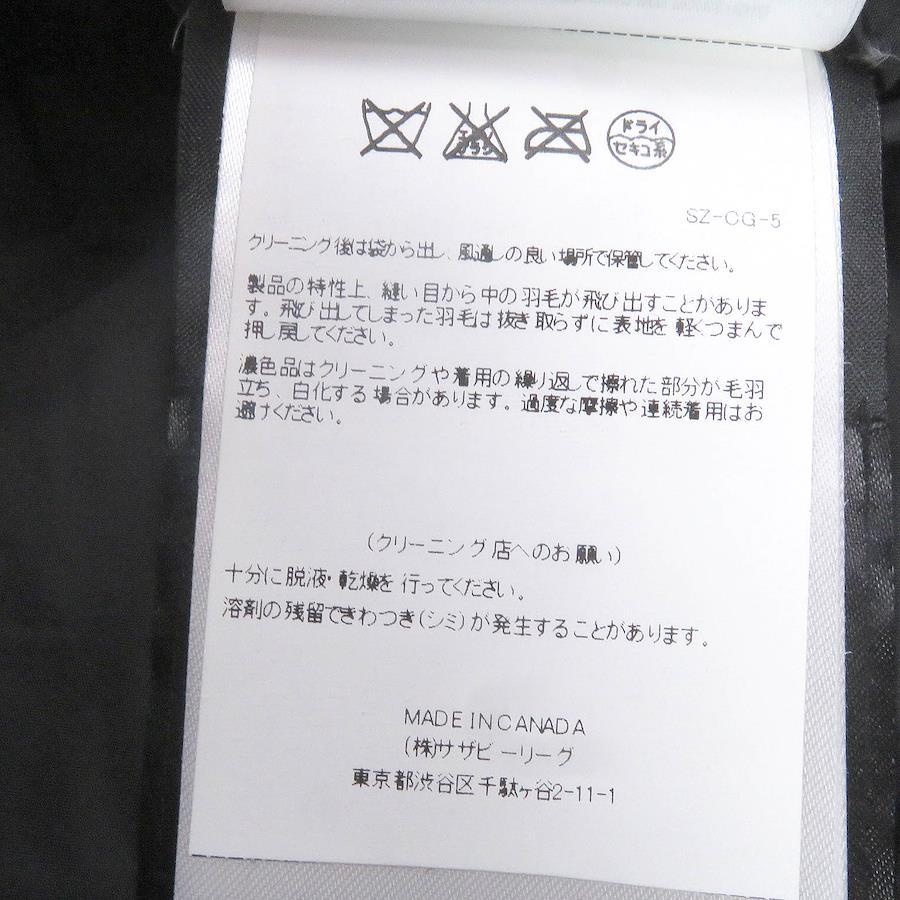 エンソ
サラシ
ドライ
セキユ系
SZ-CG-5
クリーニング後は袋から出し、風通しの良い場所で保管してください。
製品の特性上、縫い目から中の羽毛が飛び出すことがありま
す。飛び出してしまった羽毛は抜き取らずに表地を軽くつまんで
押し戻してください。
濃色品はクリーニングや着用の繰り返しで擦れた部分が毛羽
立ち、白化する場合があります。過度な摩擦や連続着用はお
避けください。
(クリーニング店へのお願い)
十分に脱液・乾燥を行ってください。
溶剤の残留できわつき(シミ)が発生することがあります。
MADE IN CANADA
(株)サザビーリーグ
東京都渋谷区千駄ヶ谷2-11-1